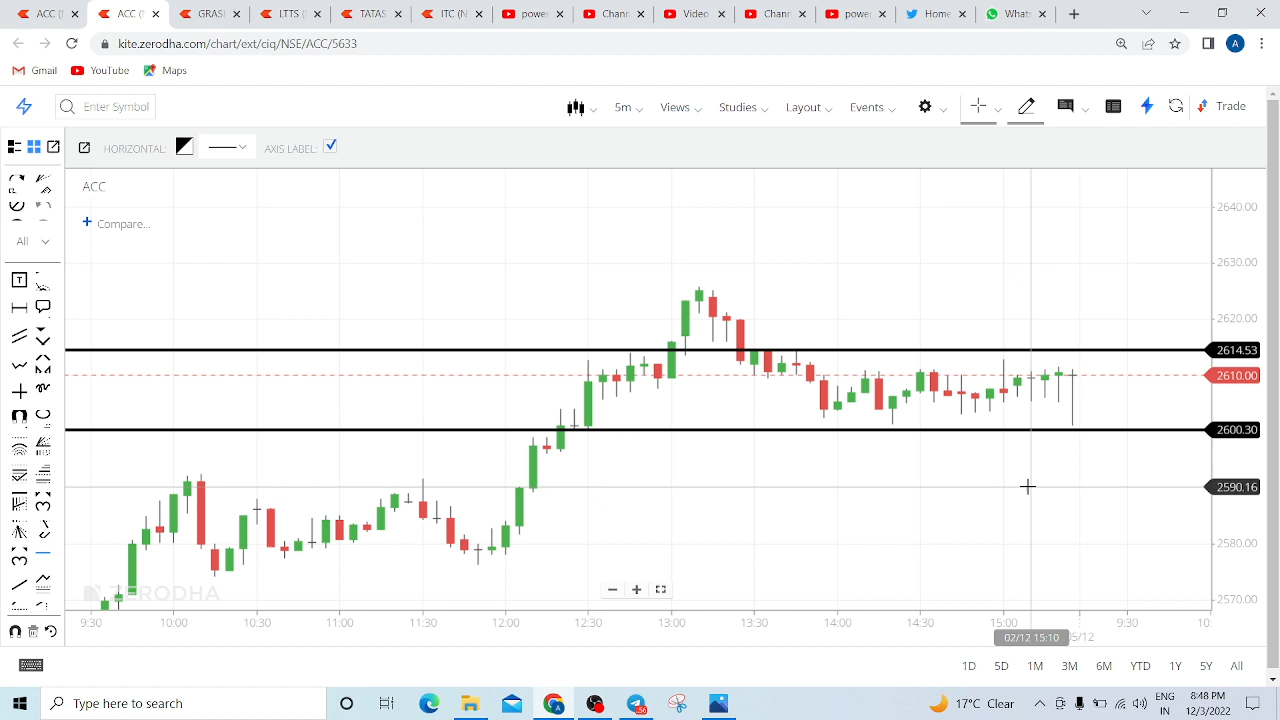 ACC ( ACC (I GRASI LTTS ( TATAS ITC (N power Chann Video Chann power Home Whats
kite.zerodha.com/chart/ext/ciq/NSE/ACC/5633
A
Gmail YouTube Maps
Enter Symbol 5m Views Studies Layout Events Trade
HORIZONTAL: AXIS LABEL:
ACC
Compare...
All
T
2640.00
2630.00
2620.00
2614.53
2610.00
2600.30
2590.16
2580.00
2570.00
ZERODHA
9:30 10:00 10:30 11:00 11:30 12:00 12:30 13:00 13:30 14:00 14:30 15:00 9:30 10:
02/12 15:10 05/12
1D 5D 1M 3M 6M YTD 1Y 5Y All
Type here to search
17°C Clear
ENG
IN
8:48 PM
12/3/2022